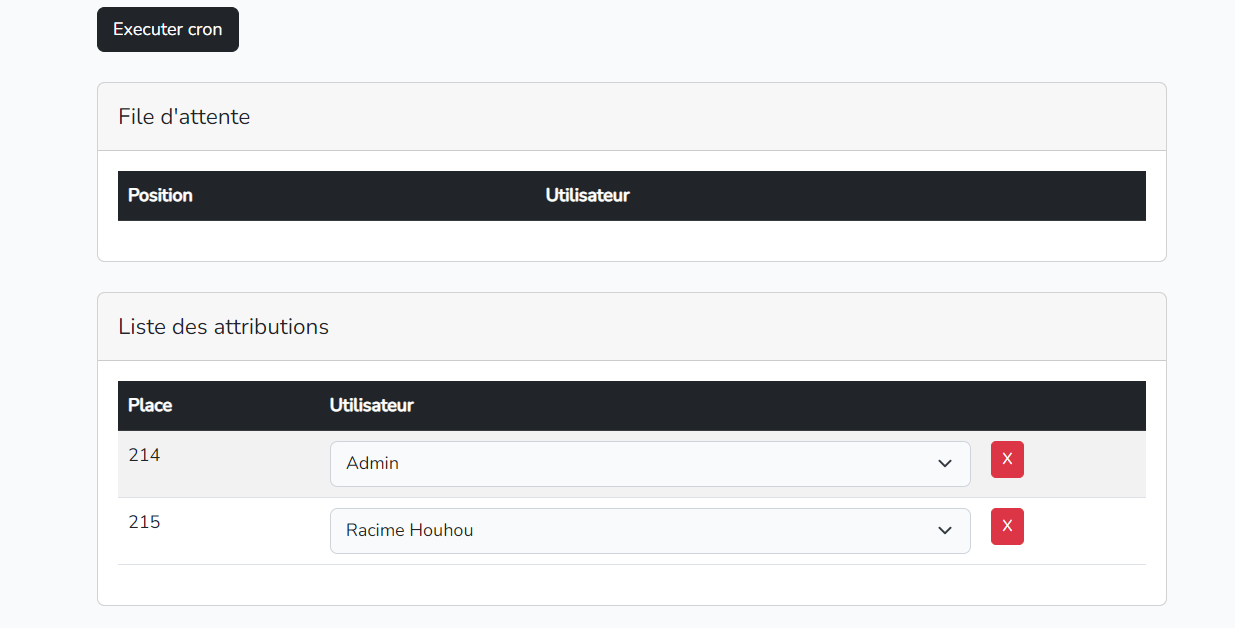 Executer cron
File d'attente
Position Utilisateur
Liste des attributions
Place Utilisateur
214 Admin X
215 Racime Houhou X